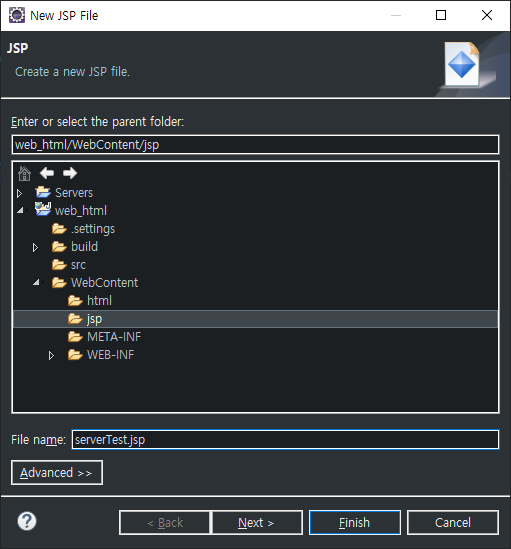 New JSP File
JSP
Create a new JSP file.
Enter or select the parent folder:
web_html/WebContent/jsp
Servers
web_html
.settings
build
src
WebContent
html
jsp
META-INF
WEB-INF
File name: serverTest.jsp
Advanced >>
< Back Next > Finish Cancel